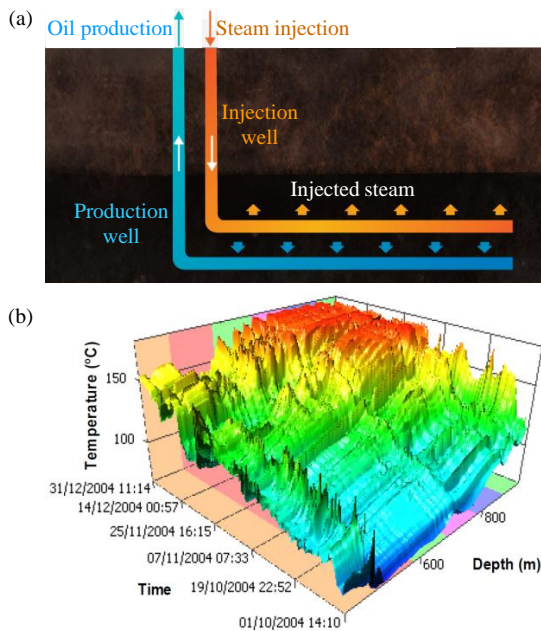 (a)
Oil production
Steam injection
Injection
well
Injected steam
Production
well
(b)
Temperature (°C)
150
100
31/12/2004 11:14
14/12/2004 00:57
25/11/2004 16:15
07/11/2004 07:33
19/10/2004 22:52
01/10/2004 14:10
Time
800
600
Depth (m)